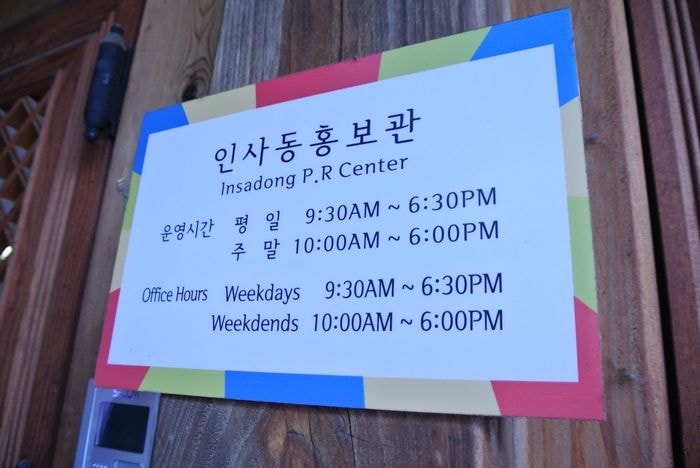 인사동홍보관
Insadong P.R Center
운영시간 평 일 9:30AM ~ 6:30PM
주 말 10:00AM ~ 6:00PM
Office Hours Weekdays 9:30AM ~ 6:30PM
Weekdends 10:00AM ~ 6:00PM